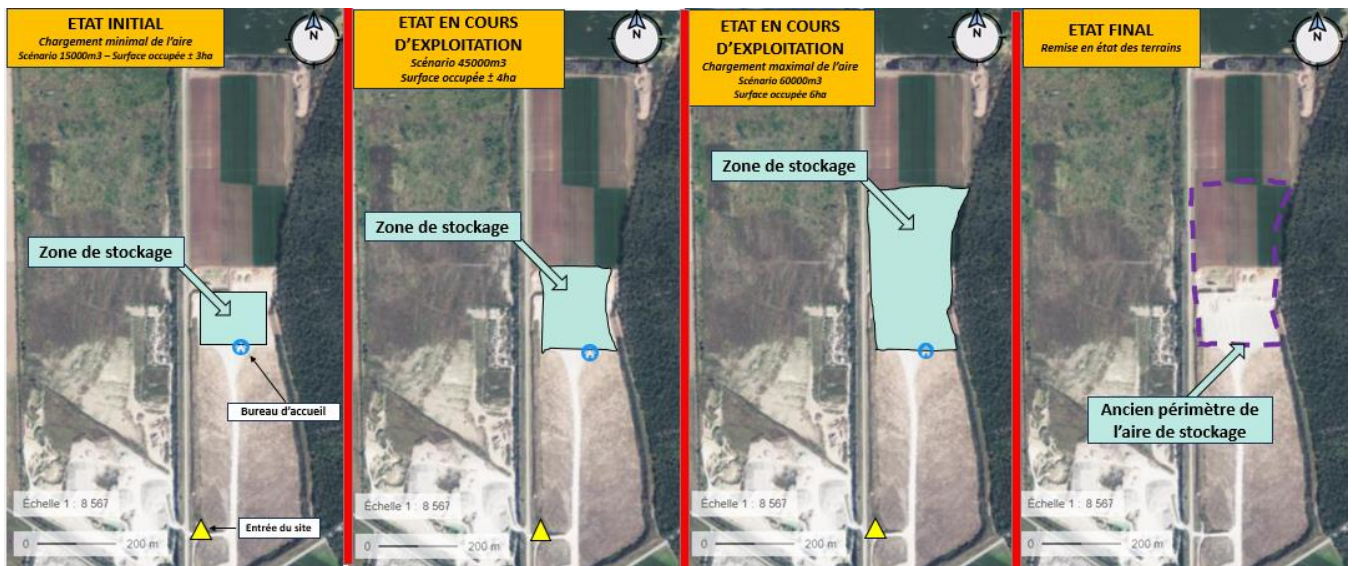 ETAT INITIAL
Chargement minimal de l'aire
Scénario 15000m3 – Surface occupée ± 3ha
N
Zone de stockage
Bureau d'accueil
Échelle 1 : 8 567
Entrée du site
0 200 m
ETAT EN COURS
D'EXPLOITATION
Scénario 45000m3
Surface occupée ± 4ha
N
Zone de stockage
Échelle 1 : 8 567
0 200 m
ETAT EN COURS
D'EXPLOITATION
Chargement maximal de l'aire
Scénario 60000m3
Surface occupée 6ha
N
Zone de stockage
Échelle 1 : 8 567
0 200 m
ETAT FINAL
Remise en état des terrains
N
Ancien périmètre de
l'aire de stockage
Échelle 1 : 8 567
0 200 m